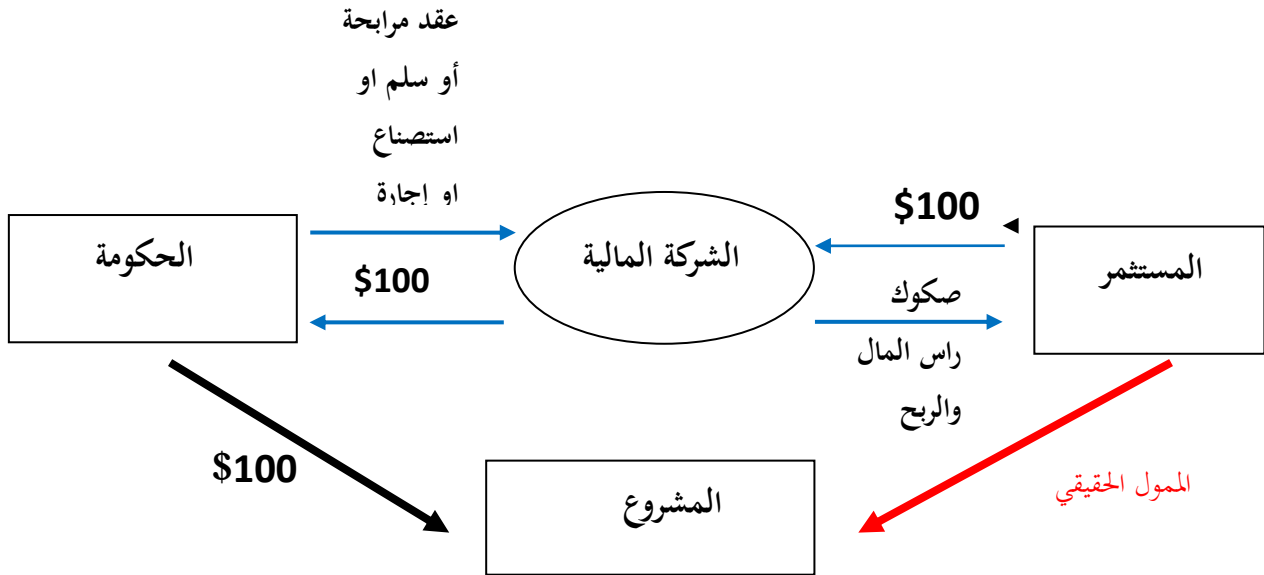 عقد مرابحة
أو سلم او
استصناع
او إجارة
$100
المستثمر
الشركة المالية
الحكومة
$100
صكوك
راس المال
والربح
$100
المشروع
الممول الحقيقي